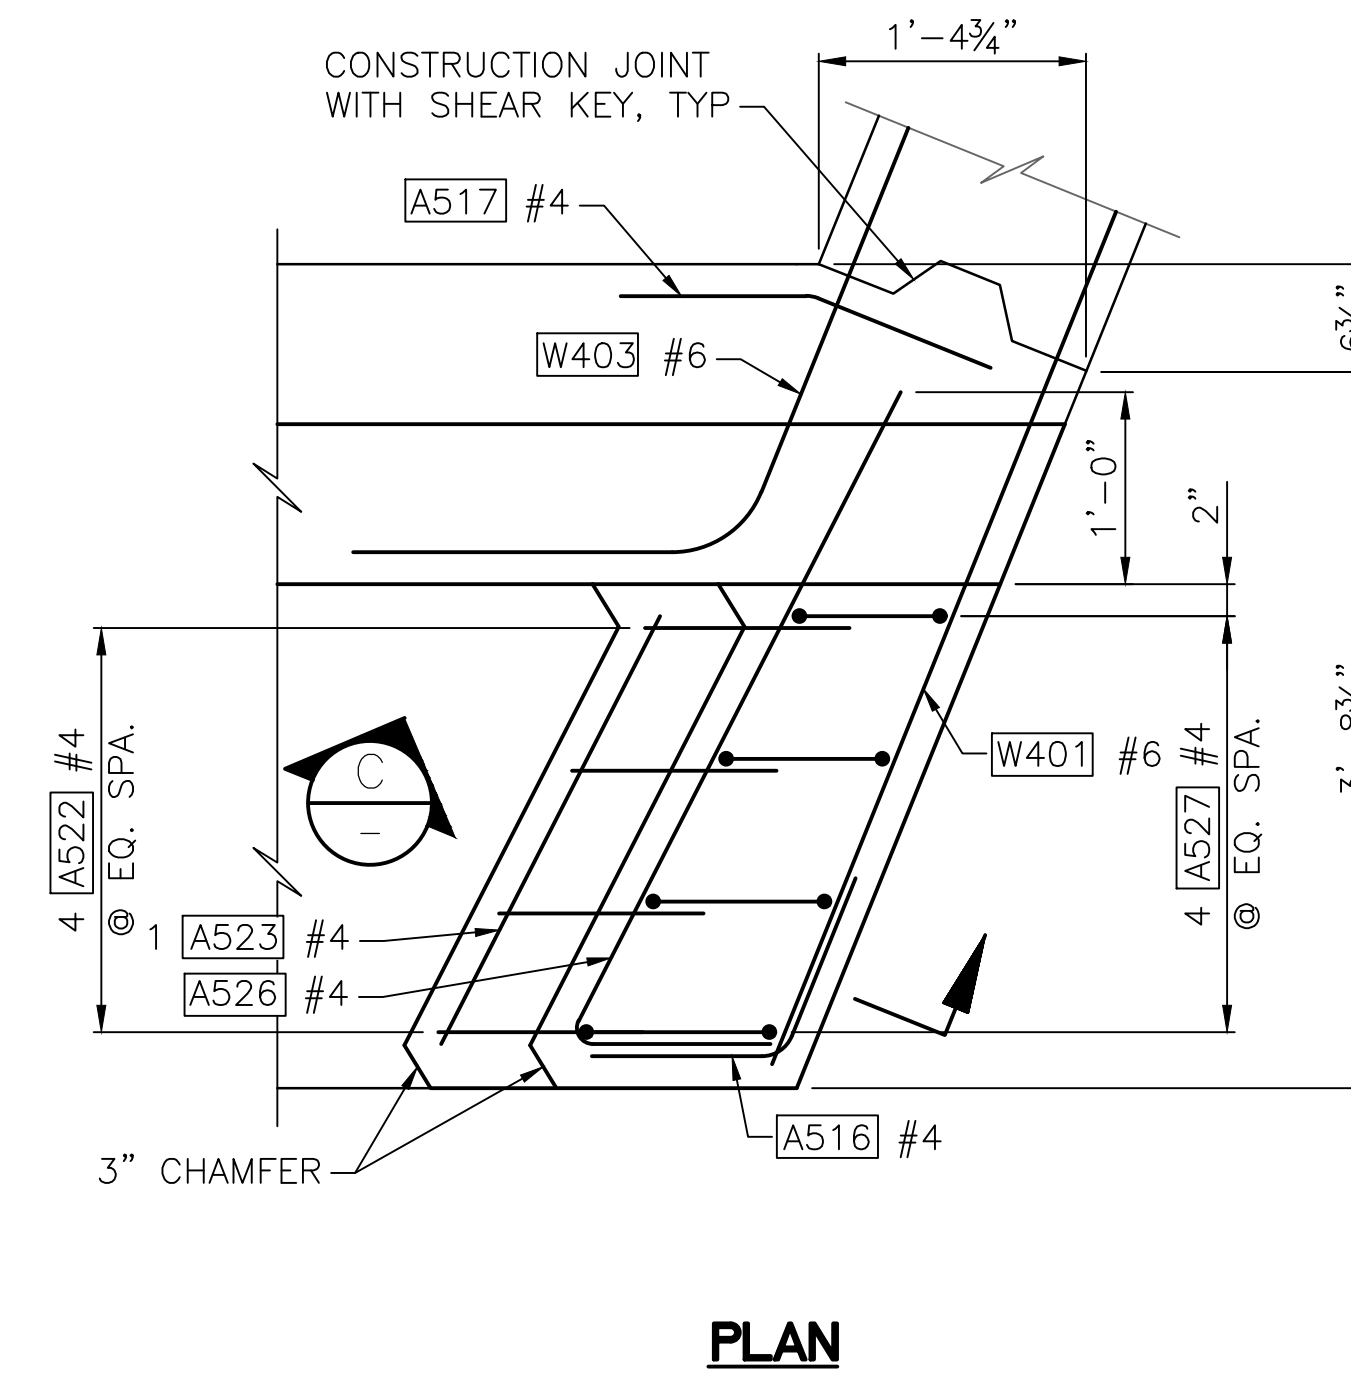 1'-4¾"
CONSTRUCTION JOINT
WITH SHEAR KEY, TYP
A517 #4
W403 #6
1'-0"
2"
4 A522 #4
@ EQ. SPA.
C
-
W401 #6
4 A527 #4
@ EQ. SPA.
1 A523 #4
A526 #4
A516 #4
3" CHAMFER
PLAN